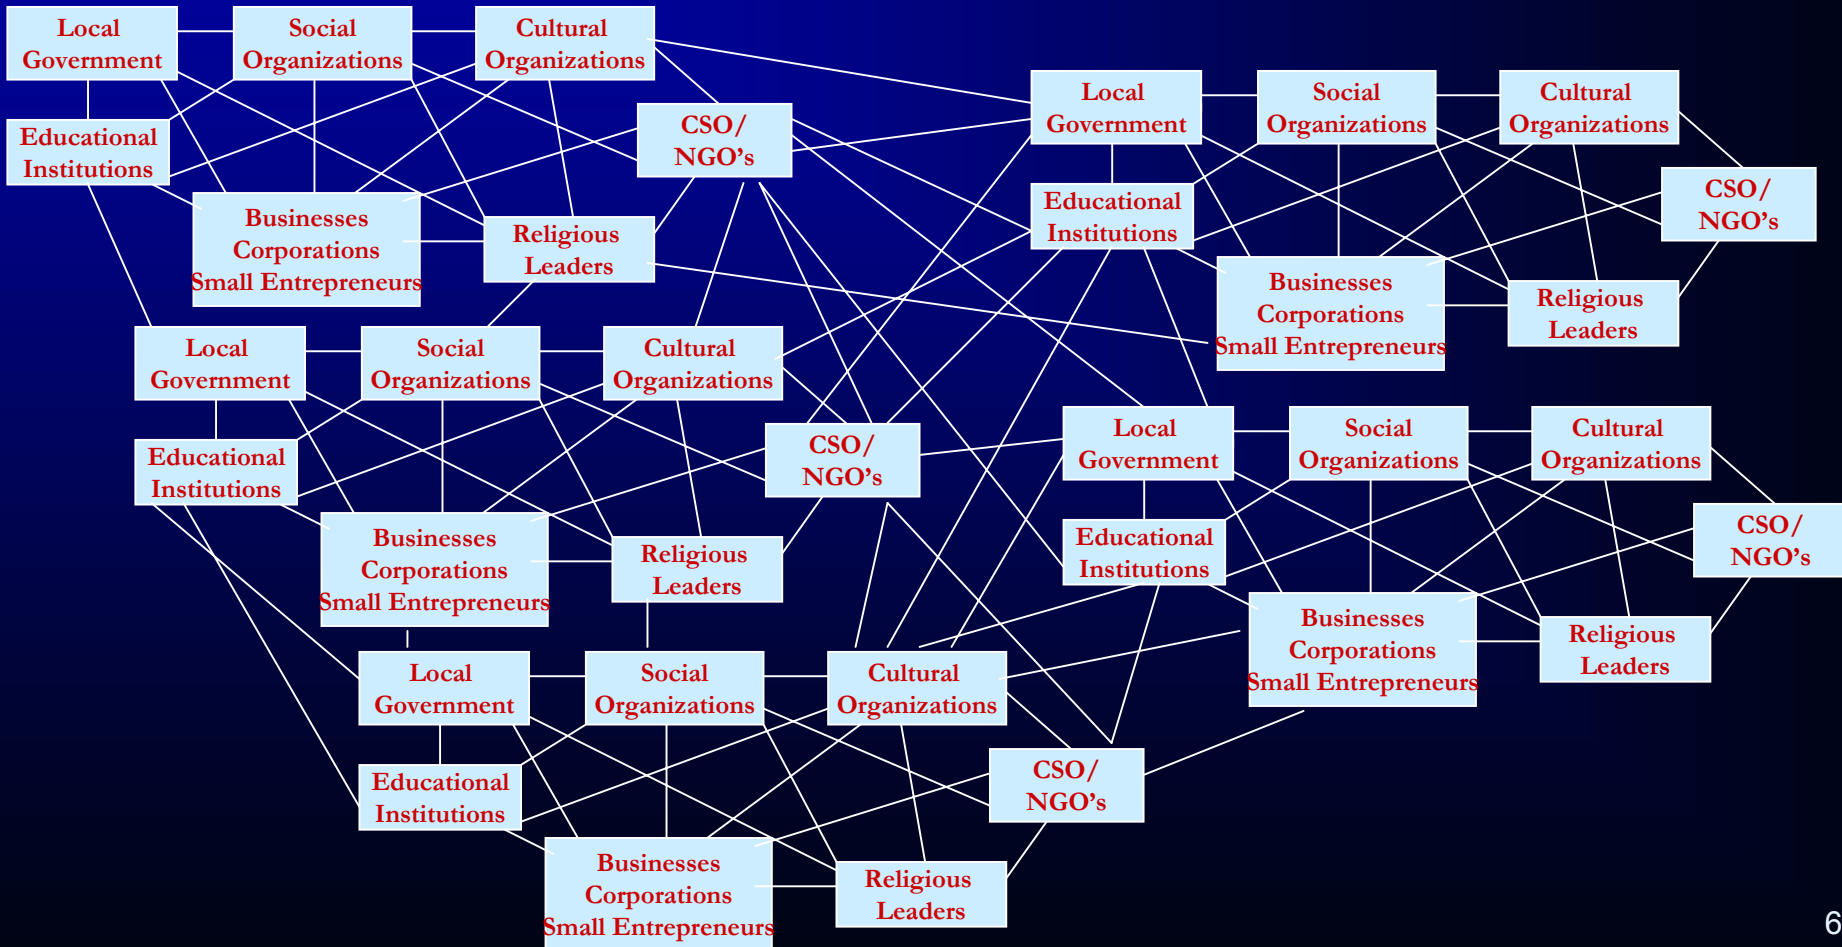 Local
Government
Social
Organizations
Cultural
Organizations
CSO/
NGO's
Educational
Institutions
Businesses
Corporations
Small Entrepreneurs
Religious
Leaders
Local
Government
Social
Organizations
Cultural
Organizations
CSO/
NGO's
Educational
Institutions
Businesses
Corporations
Small Entrepreneurs
Religious
Leaders
Local
Government
Social
Organizations
Cultural
Organizations
CSO/
NGO's
Educational
Institutions
Businesses
Corporations
Small Entrepreneurs
Religious
Leaders
Local
Government
Social
Organizations
Cultural
Organizations
CSO/
NGO's
Educational
Institutions
Businesses
Corporations
Small Entrepreneurs
Religious
Leaders
Local
Government
Social
Organizations
Cultural
Organizations
CSO/
NGO's
Educational
Institutions
Businesses
Corporations
Small Entrepreneurs
Religious
Leaders
6